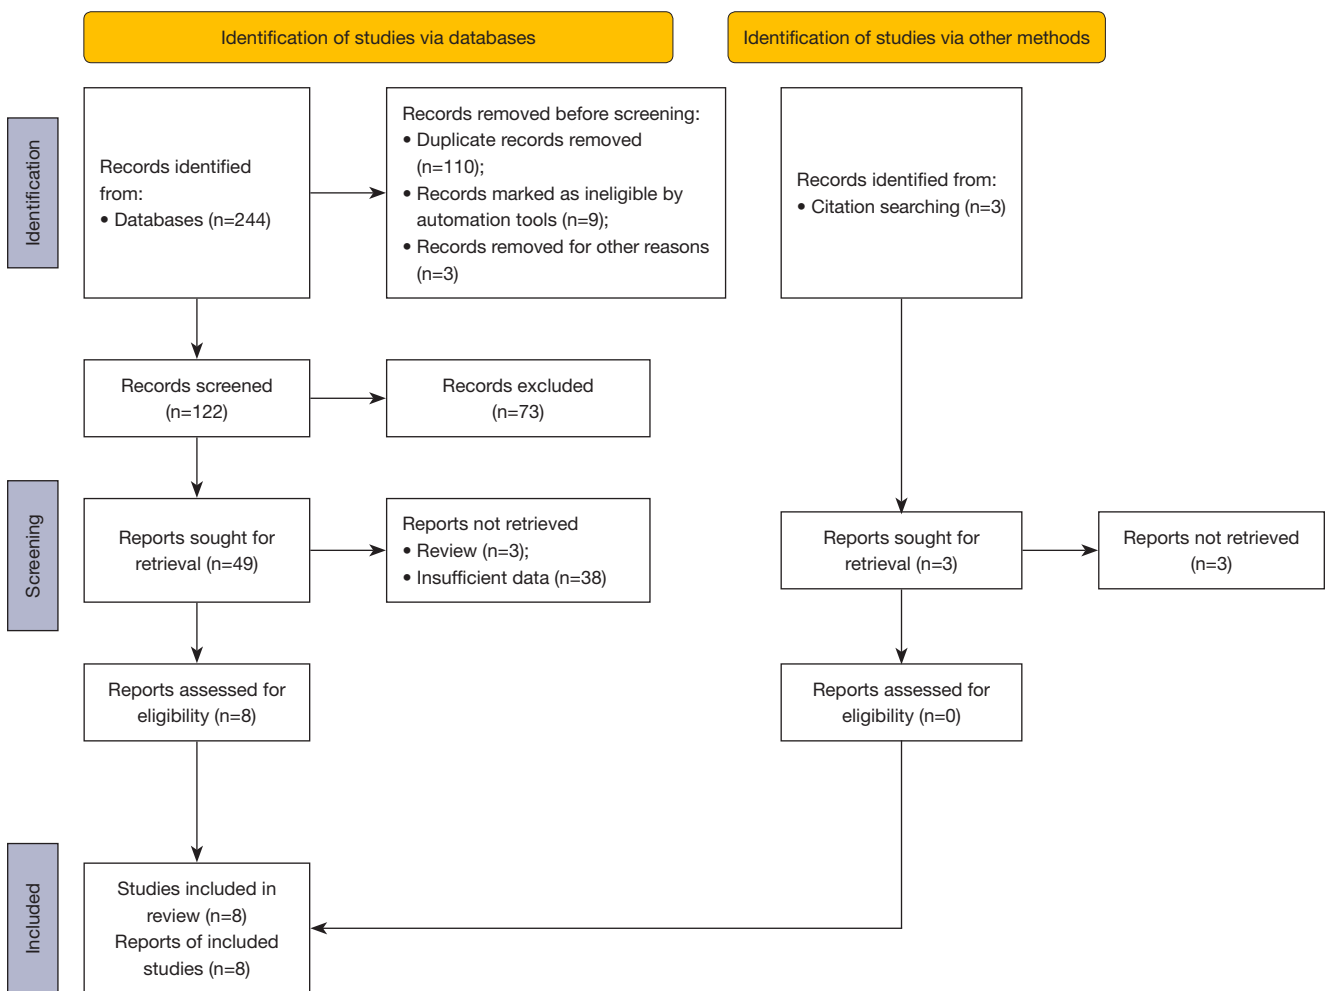 Identification of studies via databases
Identification of studies via other methods
Identification
Records identified
from:
• Databases (n=244)
Records removed before screening:
• Duplicate records removed
(n=110);
• Records marked as ineligible by
automation tools (n=9);
• Records removed for other reasons
(n=3)
Records identified from:
• Citation searching (n=3)
Records screened
(n=122)
Records excluded
(n=73)
Screening
Reports sought for
retrieval (n=49)
Reports not retrieved
• Review (n=3);
• Insufficient data (n=38)
Reports sought for
retrieval (n=3)
Reports not retrieved
(n=3)
Reports assessed for
eligibility (n=8)
Reports assessed for
eligibility (n=0)
Included
Studies included in
review (n=8)
Reports of included
studies (n=8)